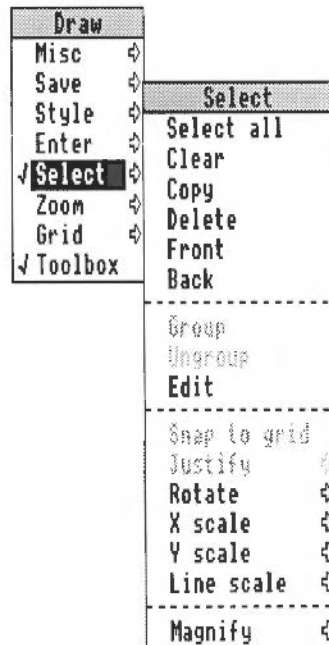 Draw
Misc
Save
Style
Enter
√ Select
Zoom
Grid
√ Toolbox
Select
Select all
Clear
Copy
Delete
Front
Back
Group
Ungroup
Edit
Snap to grid
Justify
Rotate
X scale
Y scale
Line scale
Magnify